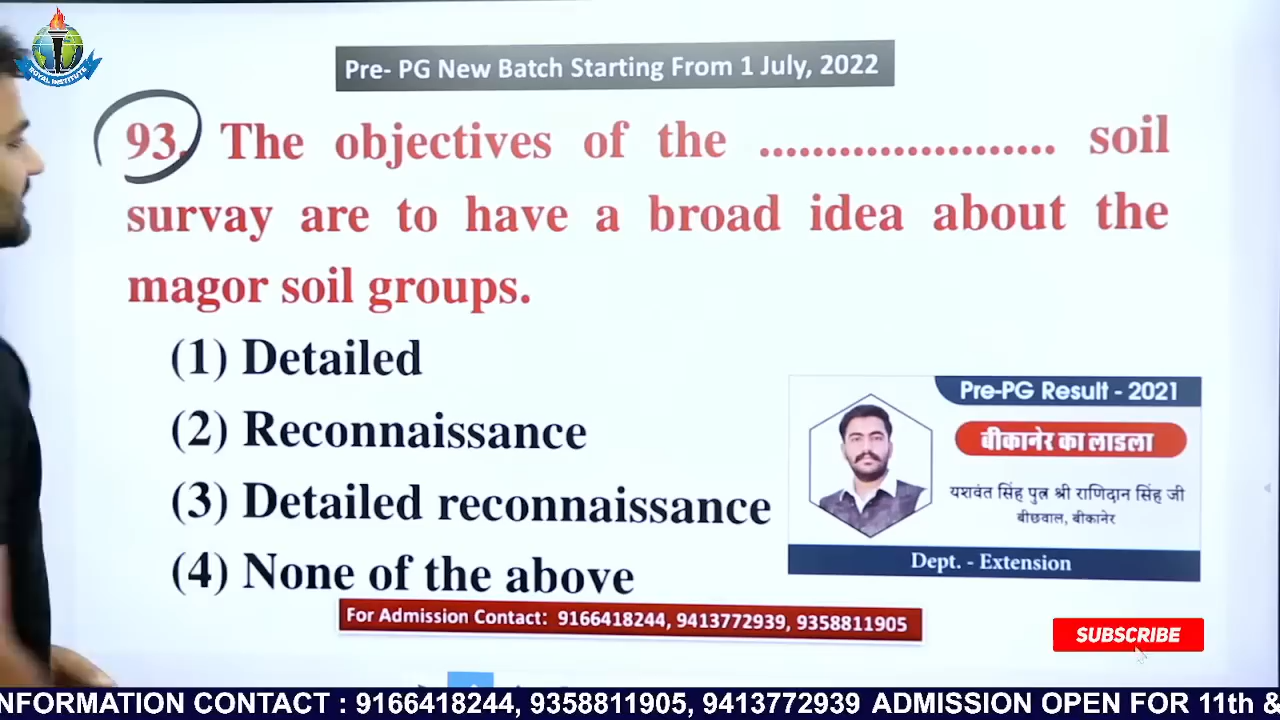 ROYAL INSTITUTE
Pre- PG New Batch Starting From 1 July, 2022
93. The objectives of the ...................... soil
survay are to have a broad idea about the
magor soil groups.
(1) Detailed
(2) Reconnaissance
(3) Detailed reconnaissance
(4) None of the above
Pre-PG Result - 2021
बीकानेर का लाडला
यशवंत सिंह पुत्र श्री राणिदान सिंह जी
बीछवाल, बीकानेर
Dept. - Extension
For Admission Contact: 9166418244, 9413772939, 9358811905
SUBSCRIBE
NFORMATION CONTACT : 9166418244, 9358811905, 9413772939 ADMISSION OPEN FOR 11th &